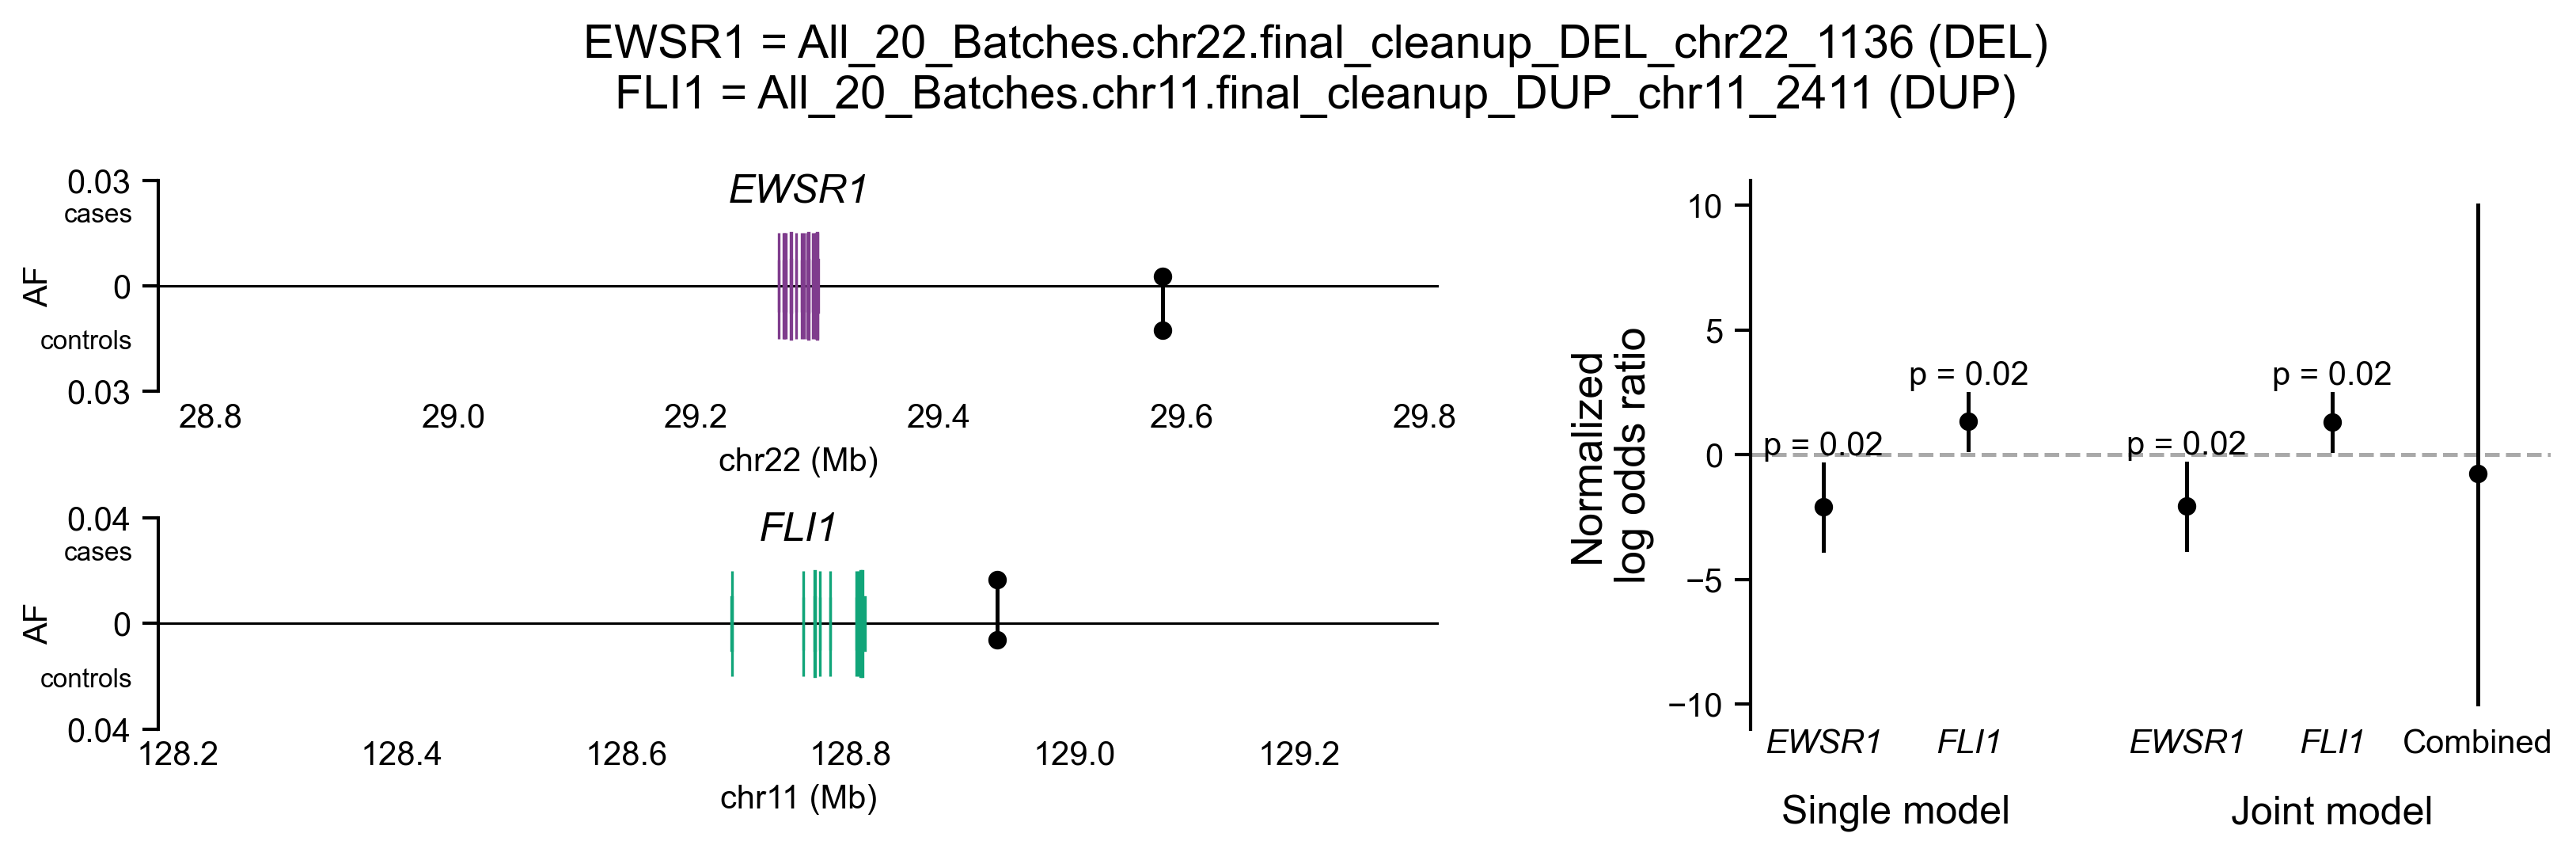 EWSR1 = All_20_Batches.chr22.final_cleanup_DEL_chr22_1136 (DEL)
FLI1 = All_20_Batches.chr11.final_cleanup_DUP_chr11_2411 (DUP)
0.03
cases
AF
0
controls
0.03
EWSR1
28.8 29.0 29.2 29.4 29.6 29.8
chr22 (Mb)
0.04
cases
AF
0
controls
0.04
FLI1
128.2 128.4 128.6 128.8 129.0 129.2
chr11 (Mb)
Normalized
log odds ratio
10
5
0
−5
−10
p = 0.02
p = 0.02
p = 0.02
p = 0.02
EWSR1 FLI1 EWSR1 FLI1 Combined
Single model Joint model